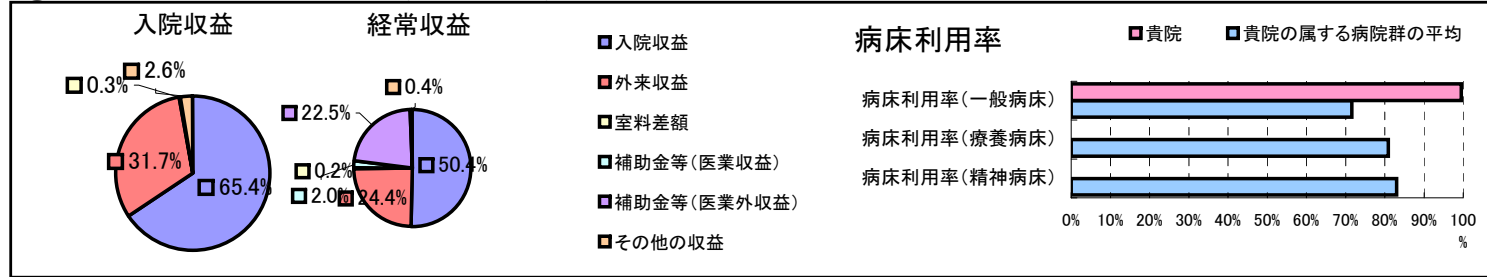 入院収益
経常収益
2.6%
0.3%
31.7%
65.4%
0.4%
22.5%
0.2%
2.0%
24.4%
50.4%
入院収益
外来収益
室料差額
補助金等(医業収益)
補助金等(医業外収益)
その他の収益
病床利用率
貴院
貴院の属する病院群の平均
病床利用率(一般病床)
病床利用率(療養病床)
病床利用率(精神病床)
0% 10% 20% 30% 40% 50% 60% 70% 80% 90% 100
%